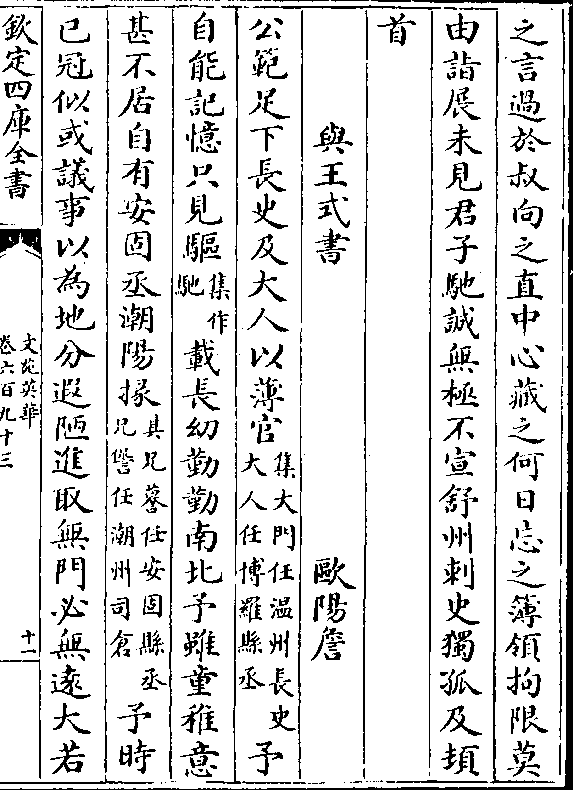 之言過於叔向之直中心藏之何日忘之簿領拘限莫
由詣展未見君子馳誠無極不宣舒州刺史獨孤及頓
首
與王式書
歐陽詹
公範足下長史及大人以薄官集大門任温州長史大人任博羅縣丞予
自能記憶只見驅集作馳載長幼勤勤南北予雖童稚意
甚不居自有安固丞潮陽掾其兄謩任安固縣丞兄讐任潮州司倉予時
已冠似或議事以為地分遐陋進取無門必無遠大若
欽定四庫全書
文苑英華
卷六百九十三
十一